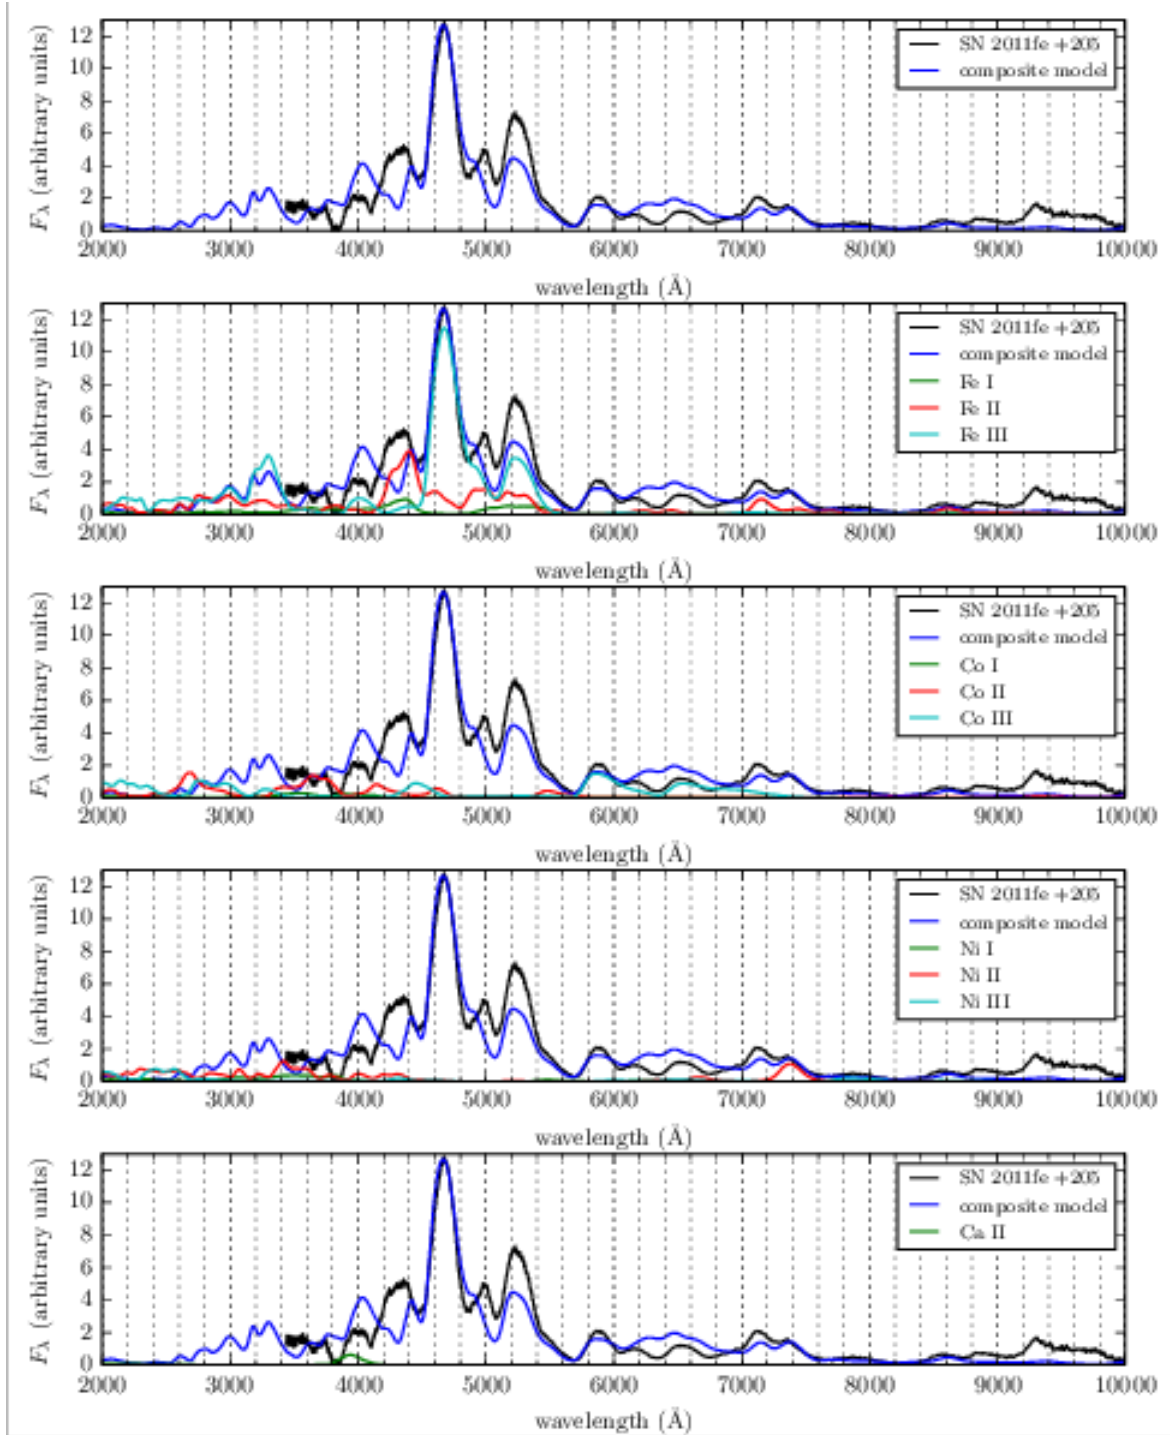 12
10
8
6
4
2
0
F_λ (arbitrary units)
SN 2011fe +205
composite model
2000 3000 4000 5000 6000 7000 8000 9000 10000
wavelength (Å)
12
10
8
6
4
2
0
F_λ (arbitrary units)
SN 2011fe +205
composite model
Fe I
Fe II
Fe III
2000 3000 4000 5000 6000 7000 8000 9000 10000
wavelength (Å)
12
10
8
6
4
2
0
F_λ (arbitrary units)
SN 2011fe +205
composite model
Co I
Co II
Co III
2000 3000 4000 5000 6000 7000 8000 9000 10000
wavelength (Å)
12
10
8
6
4
2
0
F_λ (arbitrary units)
SN 2011fe +205
composite model
Ni I
Ni II
Ni III
2000 3000 4000 5000 6000 7000 8000 9000 10000
wavelength (Å)
12
10
8
6
4
2
0
F_λ (arbitrary units)
SN 2011fe +205
composite model
Ca II
2000 3000 4000 5000 6000 7000 8000 9000 10000
wavelength (Å)